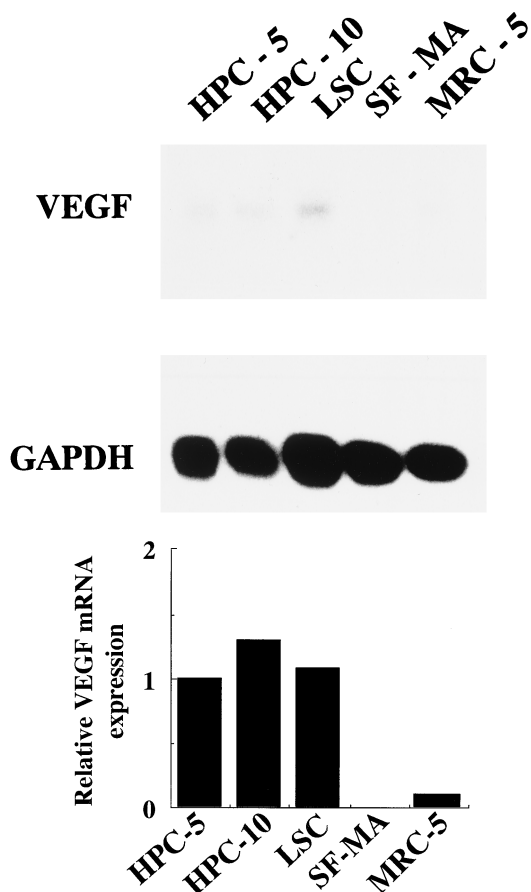 HPC - 5
HPC - 10
LSC
SF - MA
MRC - 5
VEGF
GAPDH
Relative VEGF mRNA
expression
2
1
0
HPC-5
HPC-10
LSC
SF-MA
MRC-5